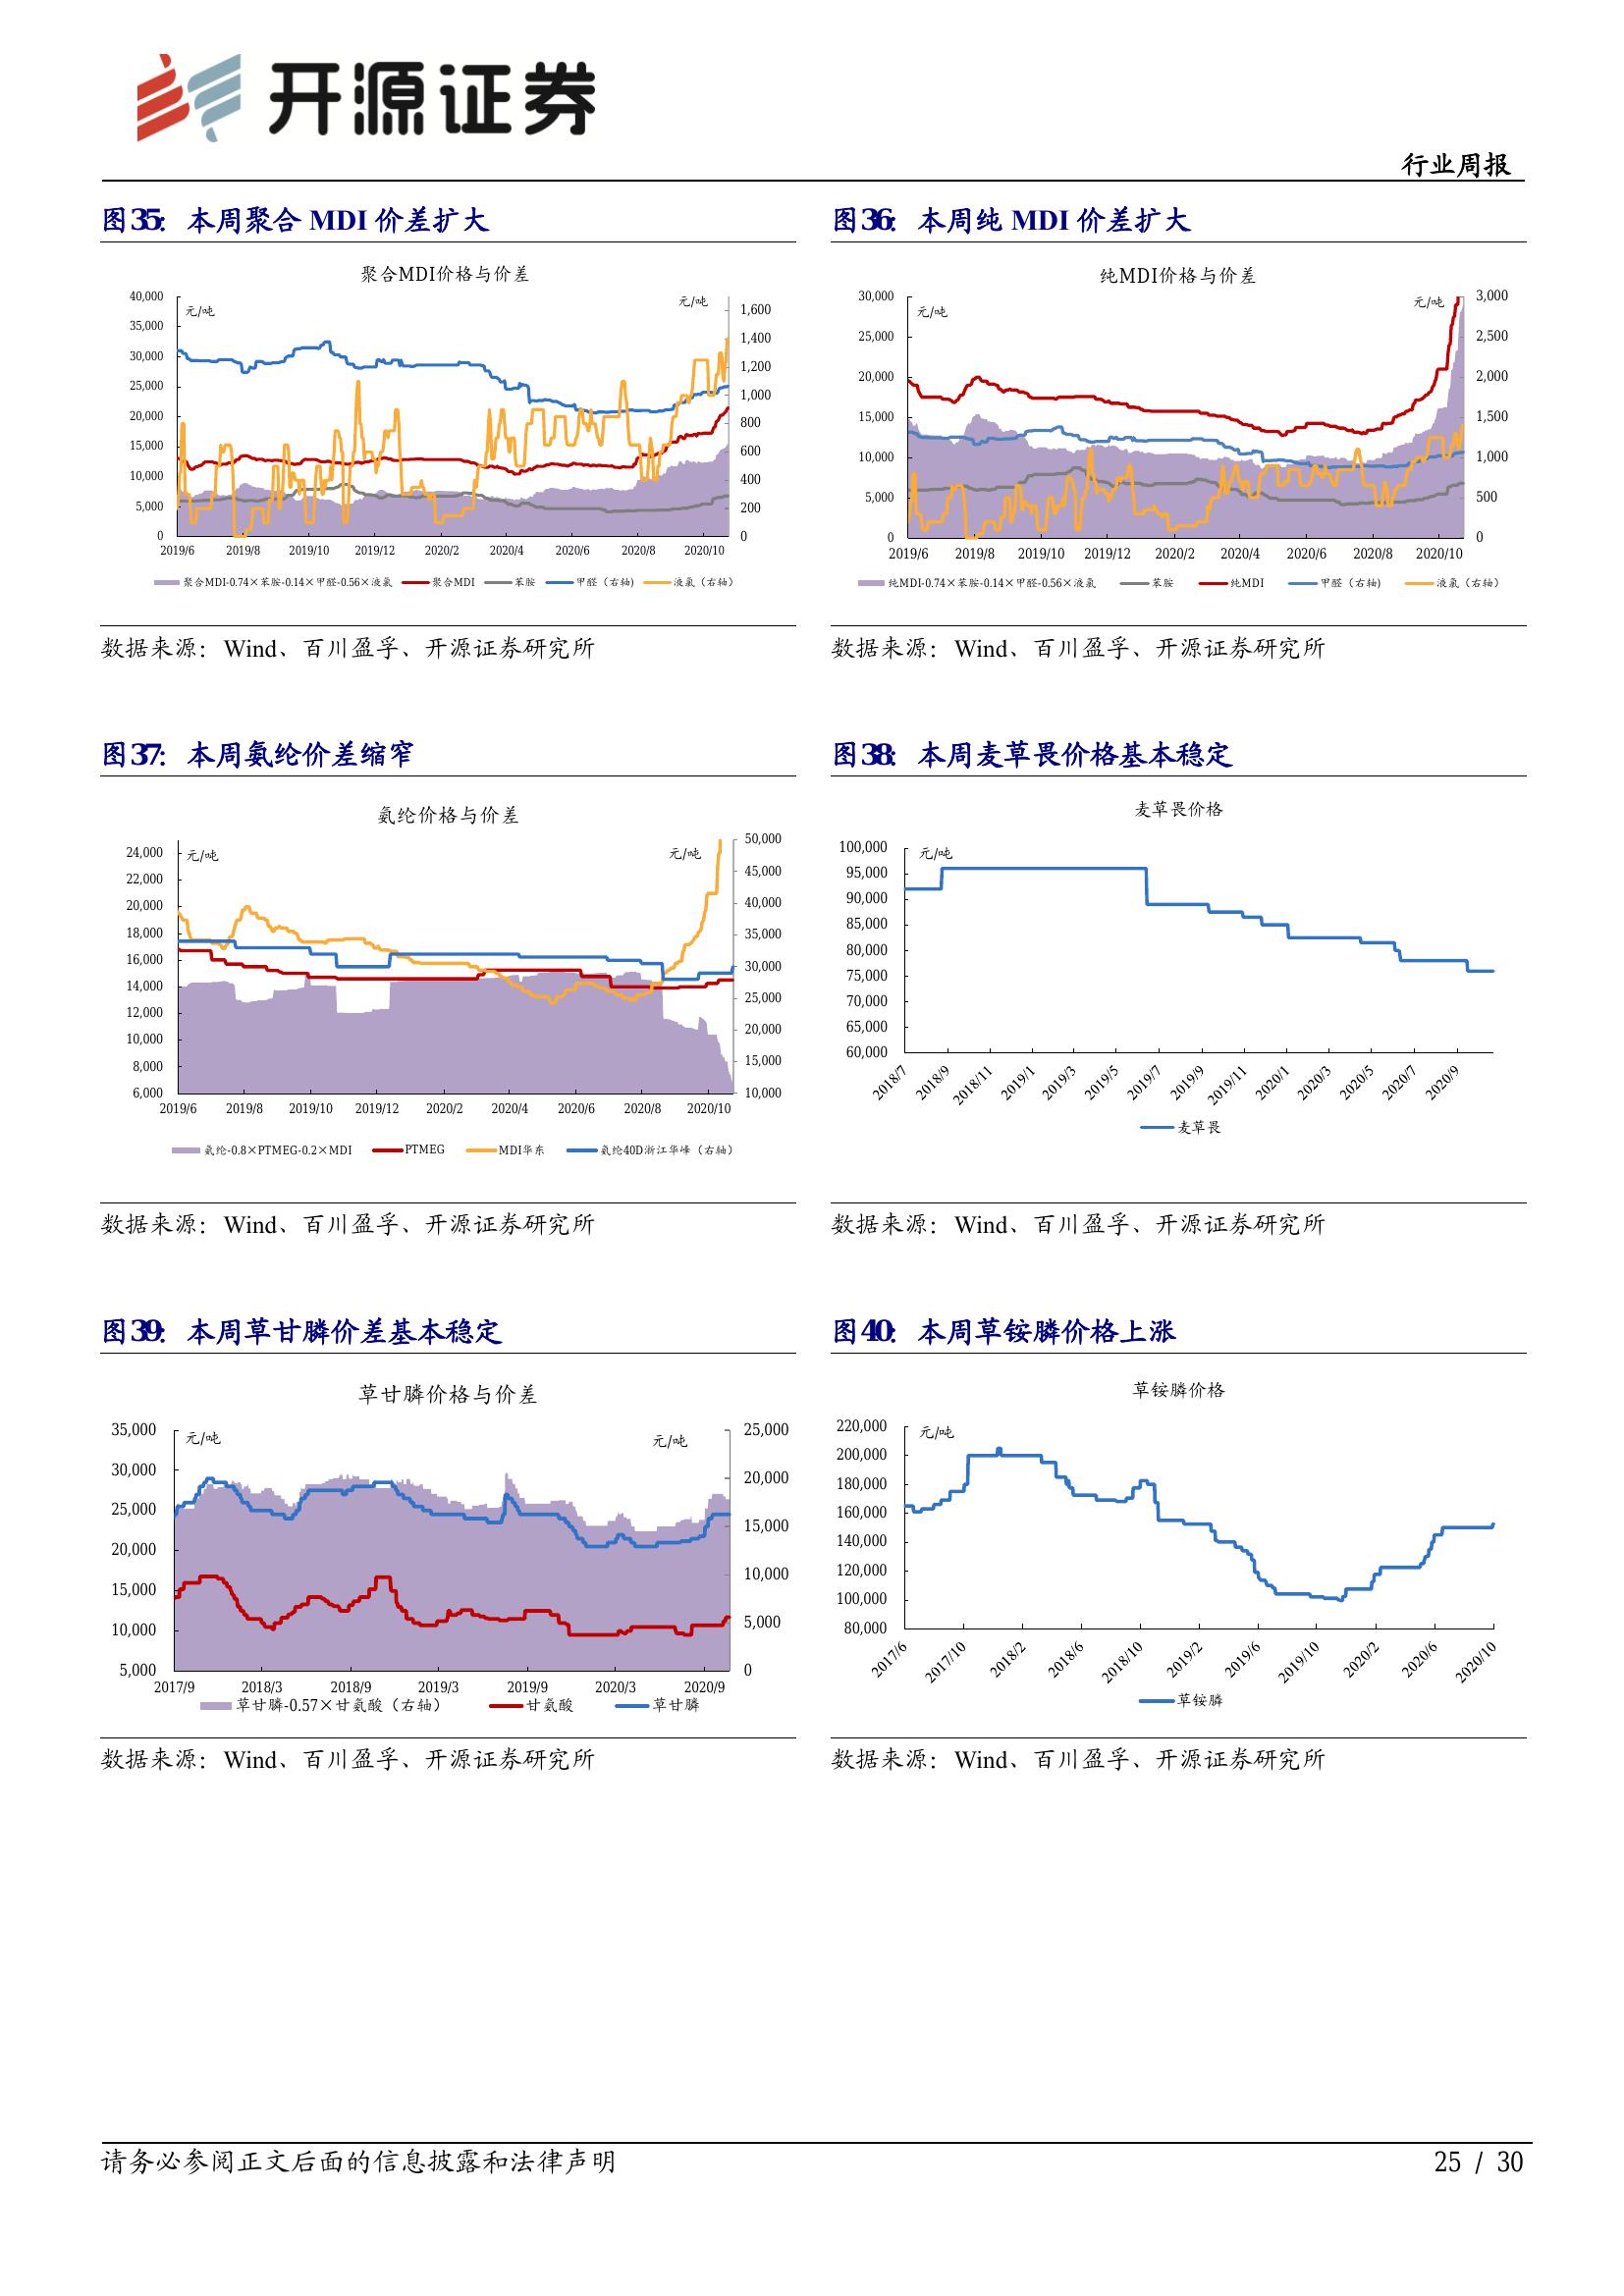 开源证券
行业周报
图35： 本周聚合 MDI 价差扩大
聚合MDI价格与价差
元/吨
元/吨
40,000
35,000
30,000
25,000
20,000
15,000
10,000
5,000
0
1,600
1,400
1,200
1,000
800
600
400
200
0
2019/6 2019/8 2019/10 2019/12 2020/2 2020/4 2020/6 2020/8 2020/10
聚合MDI-0.74×苯胺-0.14×甲醛-0.56×液氯 聚合MDI 苯胺 甲醛（右轴) 液氯（右轴）
数据来源：Wind、百川盈孚、开源证券研究所
图36： 本周纯 MDI 价差扩大
纯MDI价格与价差
元/吨
元/吨
30,000
25,000
20,000
15,000
10,000
5,000
0
3,000
2,500
2,000
1,500
1,000
500
0
2019/6 2019/8 2019/10 2019/12 2020/2 2020/4 2020/6 2020/8 2020/10
纯MDI-0.74×苯胺-0.14×甲醛-0.56×液氯 苯胺 纯MDI 甲醛（右轴) 液氯（右轴）
数据来源：Wind、百川盈孚、开源证券研究所
图37： 本周氨纶价差缩窄
氨纶价格与价差
元/吨
元/吨
24,000
22,000
20,000
18,000
16,000
14,000
12,000
10,000
8,000
6,000
50,000
45,000
40,000
35,000
30,000
25,000
20,000
15,000
10,000
2019/6 2019/8 2019/10 2019/12 2020/2 2020/4 2020/6 2020/8 2020/10
氨纶-0.8×PTMEG-0.2×MDI PTMEG MDI华东 氨纶40D浙江华峰（右轴）
数据来源：Wind、百川盈孚、开源证券研究所
图38： 本周麦草畏价格基本稳定
麦草畏价格
元/吨
100,000
95,000
90,000
85,000
80,000
75,000
70,000
65,000
60,000
2018/7 2018/9 2018/11 2019/1 2019/3 2019/5 2019/7 2019/9 2019/11 2020/1 2020/3 2020/5 2020/7 2020/9
麦草畏
数据来源：Wind、百川盈孚、开源证券研究所
图39： 本周草甘膦价差基本稳定
草甘膦价格与价差
元/吨
元/吨
35,000
30,000
25,000
20,000
15,000
10,000
5,000
25,000
20,000
15,000
10,000
5,000
0
2017/9 2018/3 2018/9 2019/3 2019/9 2020/3 2020/9
草甘膦-0.57×甘氨酸（右轴） 甘氨酸 草甘膦
数据来源：Wind、百川盈孚、开源证券研究所
图40： 本周草铵膦价格上涨
草铵膦价格
元/吨
220,000
200,000
180,000
160,000
140,000
120,000
100,000
80,000
2017/6 2017/10 2018/2 2018/6 2018/10 2019/2 2019/6 2019/10 2020/2 2020/6 2020/10
草铵膦
数据来源：Wind、百川盈孚、开源证券研究所
请务必参阅正文后面的信息披露和法律声明
25 / 30